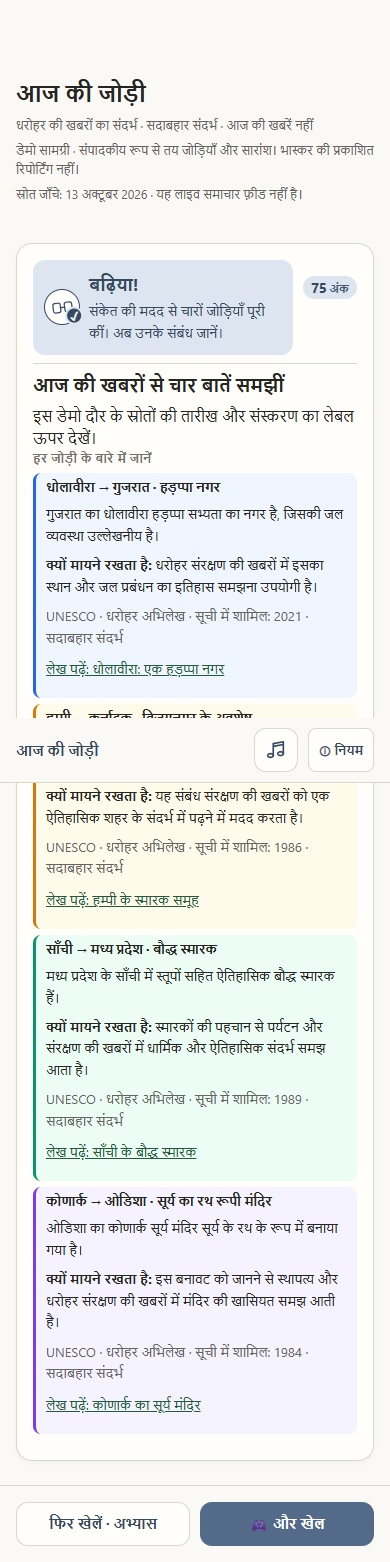 आज की जोड़ी
धरोहर की खबरों का संदर्भ · सदाबहार संदर्भ · आज की खबरें नहीं
डेमो सामग्री · संपादकीय रूप से तय जोड़ियाँ और सारांश। भास्कर की प्रकाशित
रिपोर्टिंग नहीं।
स्रोत जाँचे: 13 अक्टूबर 2026 · यह लाइव समाचार फ़ीड नहीं है।
बढ़िया!
75 अंक
संकेत की मदद से चारों जोड़ियाँ पूरी
कीं। अब उनके संबंध जानें।
आज की खबरों से चार बातें समझीं
इस डेमो दौर के स्रोतों की तारीख और संस्करण का लेबल
ऊपर देखें।
हर जोड़ी के बारे में जानें
धोलावीरा → गुजरात · हड़प्पा नगर
गुजरात का धोलावीरा हड़प्पा सभ्यता का नगर है, जिसकी जल
व्यवस्था उल्लेखनीय है।
क्यों मायने रखता है: धरोहर संरक्षण की खबरों में इसका
स्थान और जल प्रबंधन का इतिहास समझना उपयोगी है।
UNESCO · धरोहर अभिलेख · सूची में शामिल: 2021 ·
सदाबहार संदर्भ
लेख पढ़ें: धोलावीरा: एक हड़प्पा नगर
आज की जोड़ी
नियम
क्यों मायने रखता है: यह संबंध संरक्षण की खबरों को एक
ऐतिहासिक शहर के संदर्भ में पढ़ने में मदद करता है।
UNESCO · धरोहर अभिलेख · सूची में शामिल: 1986 ·
सदाबहार संदर्भ
लेख पढ़ें: हम्पी के स्मारक समूह
साँची → मध्य प्रदेश · बौद्ध स्मारक
मध्य प्रदेश के साँची में स्तूपों सहित ऐतिहासिक बौद्ध स्मारक
हैं।
क्यों मायने रखता है: स्मारकों की पहचान से पर्यटन और
संरक्षण की खबरों में धार्मिक और ऐतिहासिक संदर्भ समझ
आता है।
UNESCO · धरोहर अभिलेख · सूची में शामिल: 1989 ·
सदाबहार संदर्भ
लेख पढ़ें: साँची के बौद्ध स्मारक
कोणार्क → ओडिशा · सूर्य का रथ रूपी मंदिर
ओडिशा का कोणार्क सूर्य मंदिर सूर्य के रथ के रूप में बनाया
गया है।
क्यों मायने रखता है: इस बनावट को जानने से स्थापत्य और
धरोहर संरक्षण की खबरों में मंदिर की खासियत समझ आती
है।
UNESCO · धरोहर अभिलेख · सूची में शामिल: 1984 ·
सदाबहार संदर्भ
लेख पढ़ें: कोणार्क का सूर्य मंदिर
फिर खेलें · अभ्यास
और खेल